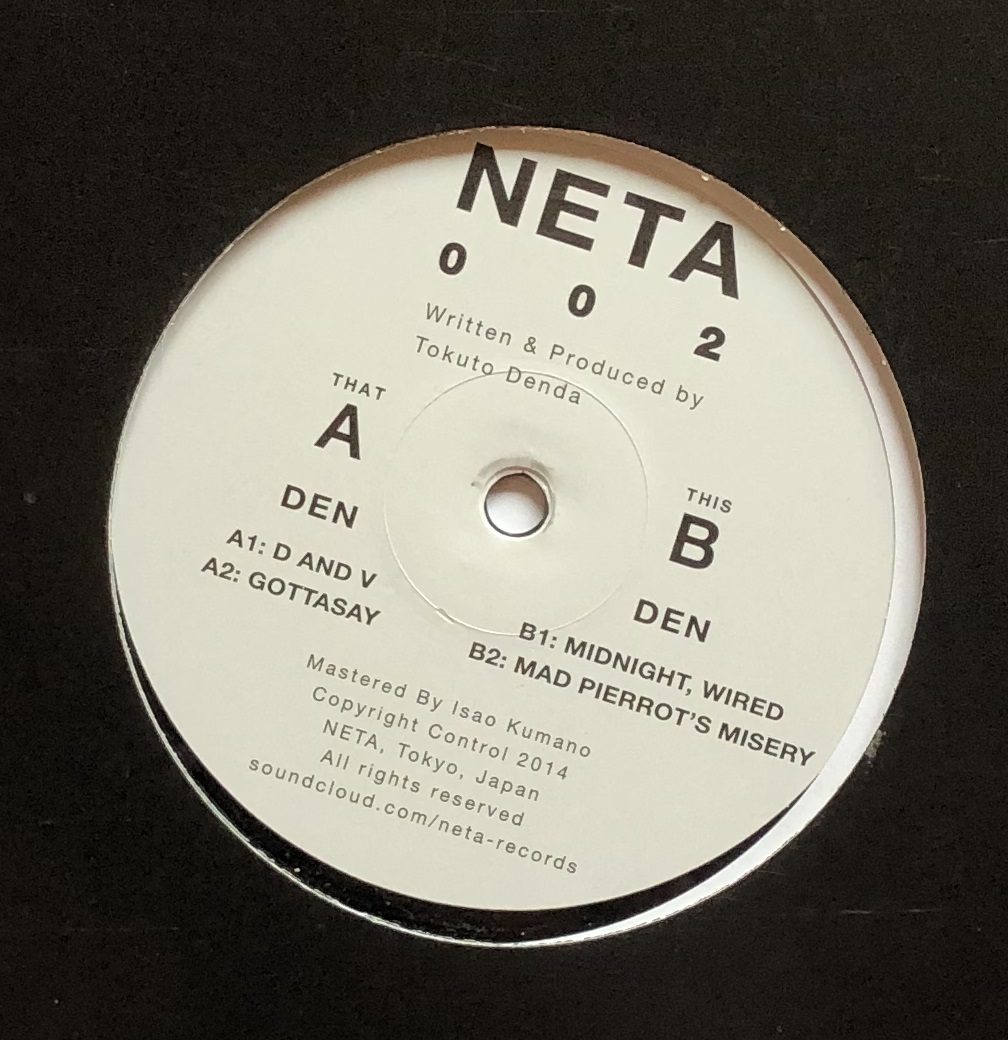 NETA
0 0 2
Written & Produced by
Tokuto Denda
THAT
A
DEN
A1: D AND V
A2: GOTTASAY
THIS
B
DEN
B1: MIDNIGHT, WIRED
B2: MAD PIERROT'S MISERY
Mastered By Isao Kumano
Copyright Control 2014
NETA, Tokyo, Japan
All rights reserved
soundcloud.com/neta-records